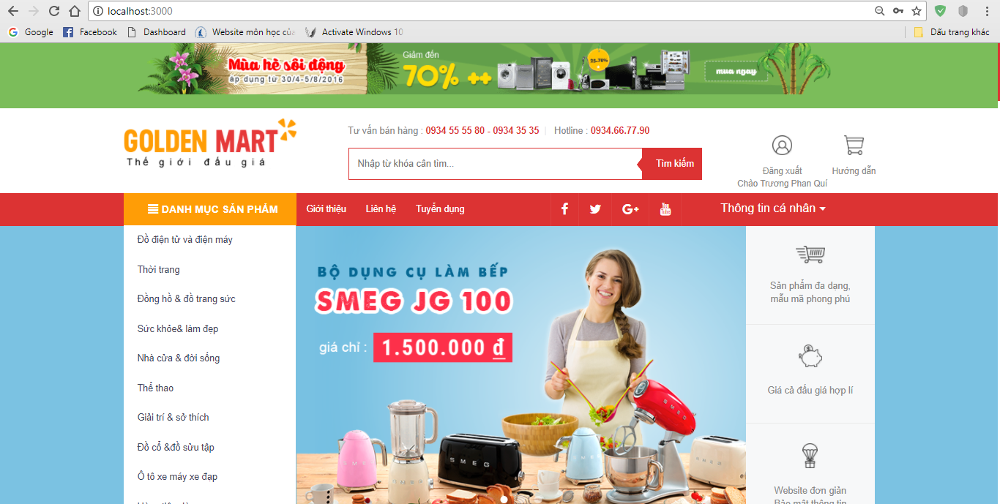 localhost:3000
Google
Facebook
Dashboard
Website môn học củ
Activate Windows 10
Dấu trang khác
Mùa hè sôi động
áp dụng từ 30/4-5/8/2016
Giảm đến
70% ++
25-70%
mua ngay
GOLDEN MART
Thế giới đấu giá
Tư vấn bán hàng : 0934 55 55 80 - 0934 35 35
Hotline : 0934.66.77.90
Nhập từ khóa cần tìm...
Tìm kiếm
Đăng xuất
Chào Trương Phan Quí
Hướng dẫn
DANH MỤC SẢN PHẨM
Giới thiệu
Liên hệ
Tuyển dụng
You Tube
Thông tin cá nhân
Đồ điện tử và điện máy
Thời trang
Đồng hồ & đồ trang sức
Sức khỏe& làm đẹp
Nhà cửa & đời sống
Thể thao
Giải trí & sở thích
Đồ cổ &đồ sửu tập
Ô tô xe máy xe đạp
BỘ DỤNG CỤ LÀM BẾP
SMEG JG 100
giá chỉ : 1.500.000 đ
SMEG
SMEG
SMEG
SMEG
Sản phẩm đa dạng,
mẫu mã phong phú
Giá cả đấu giá hợp lí
Website đơn giản
Bảo mật thông tin